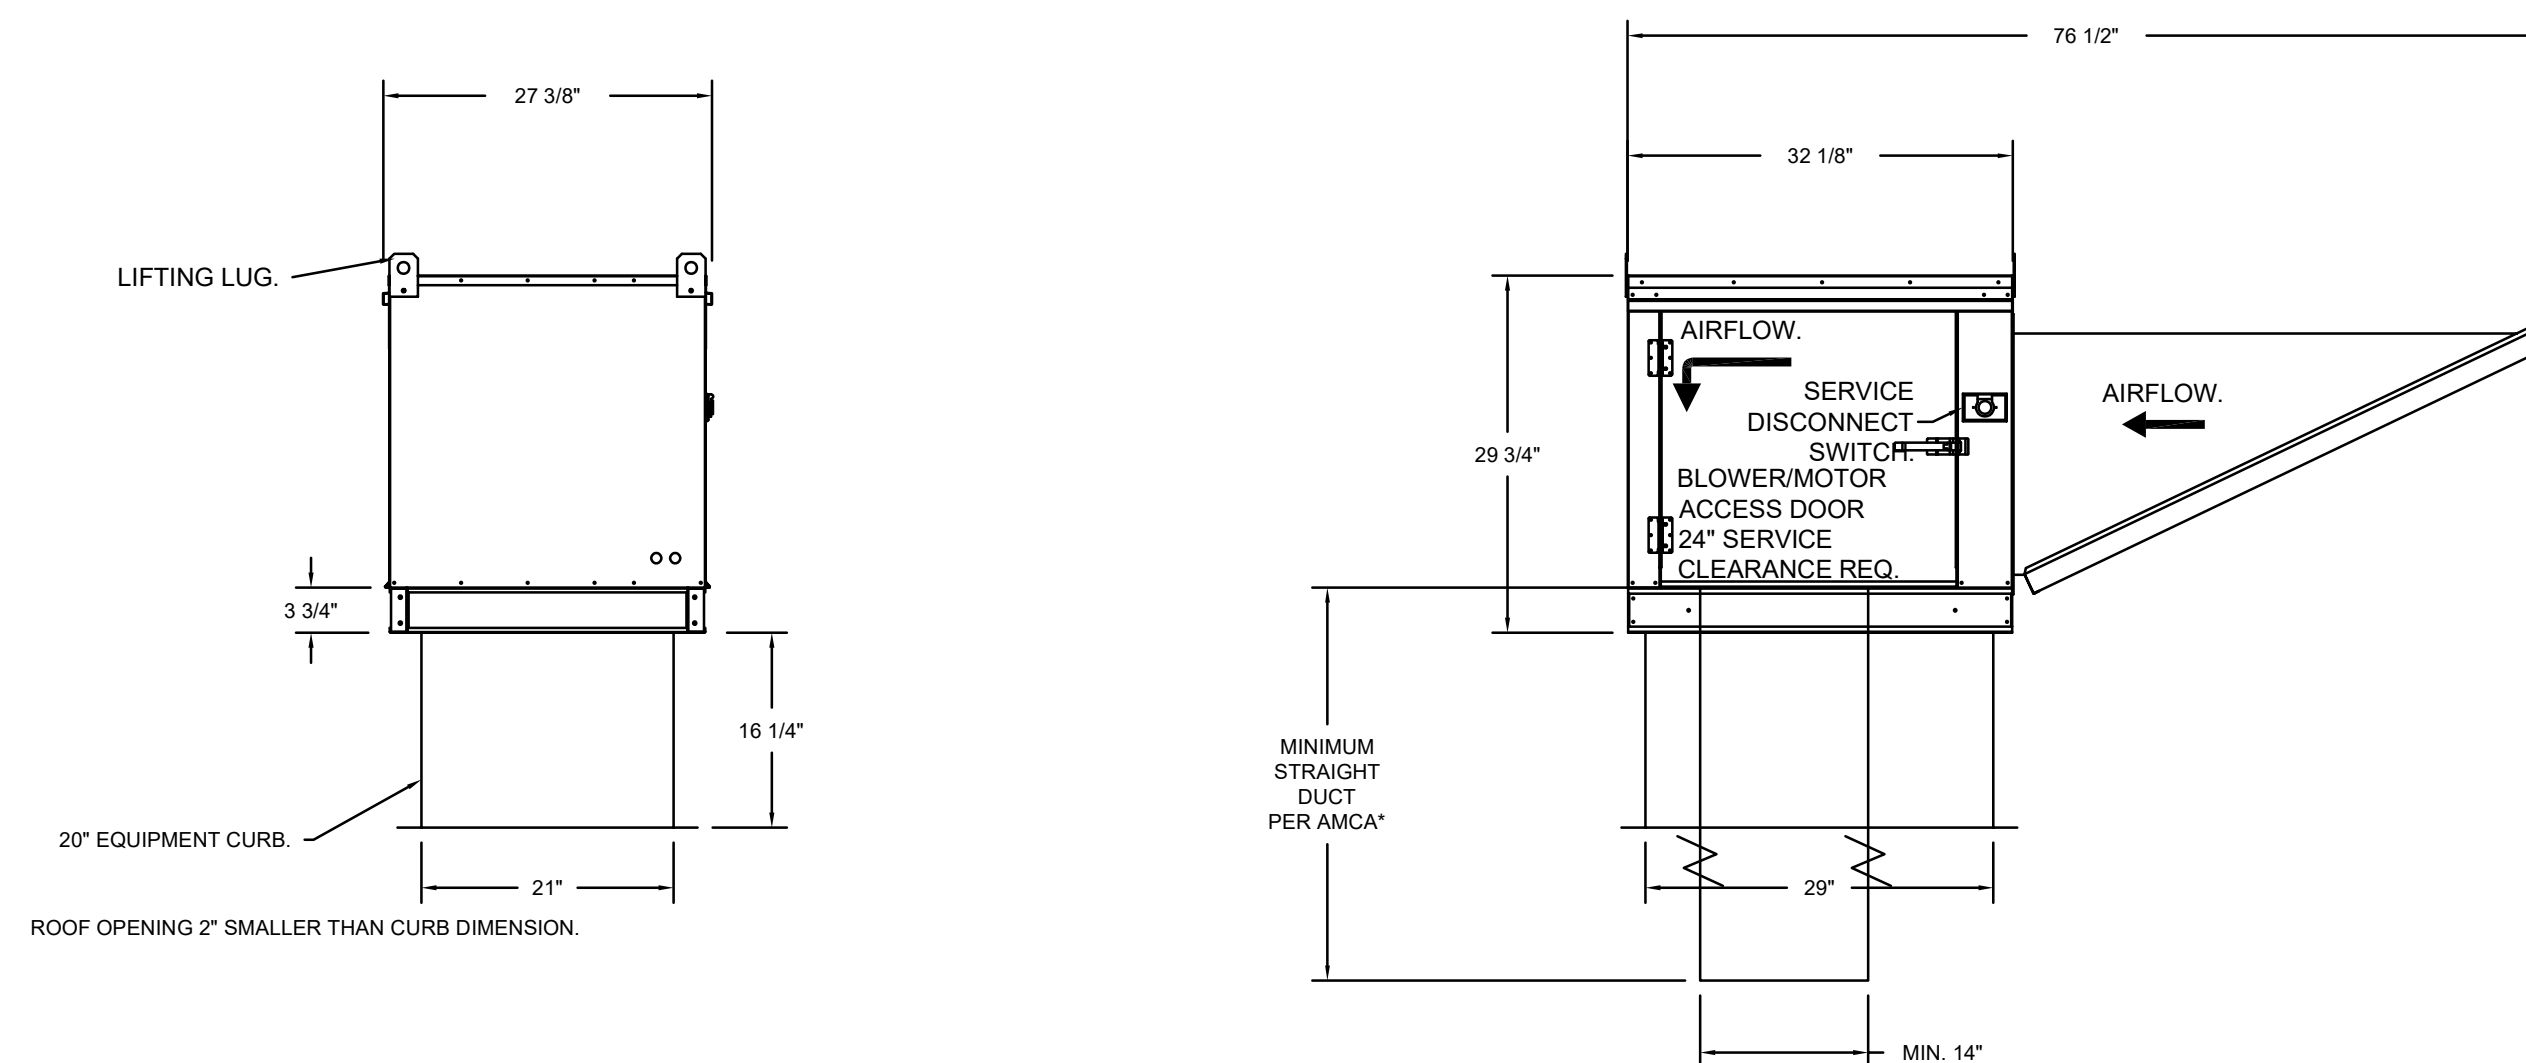 76 1/2"
27 3/8"
32 1/8"
LIFTING LUG.
AIRFLOW.
SERVICE
DISCONNECT
SWITCH.
AIRFLOW.
29 3/4"
BLOWER/MOTOR
ACCESS DOOR
24" SERVICE
CLEARANCE REQ.
3 3/4"
16 1/4"
MINIMUM
STRAIGHT
DUCT
PER AMCA*
20" EQUIPMENT CURB.
21"
29"
ROOF OPENING 2" SMALLER THAN CURB DIMENSION.
MIN. 14"